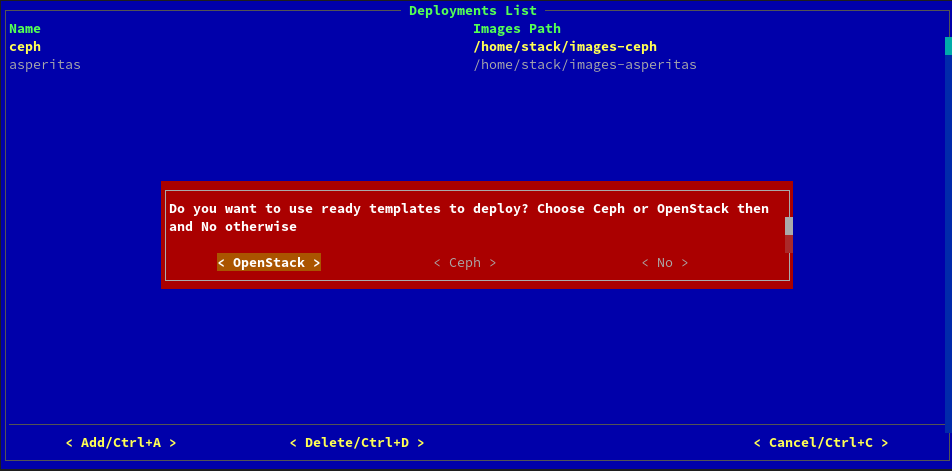 Deployments List
Name Images Path
ceph /home/stack/images-ceph
asperitas /home/stack/images-asperitas
Do you want to use ready templates to deploy? Choose Ceph or OpenStack then
and No otherwise
< OpenStack > < Ceph > < No >
< Add/Ctrl+A > < Delete/Ctrl+D > < Cancel/Ctrl+C >